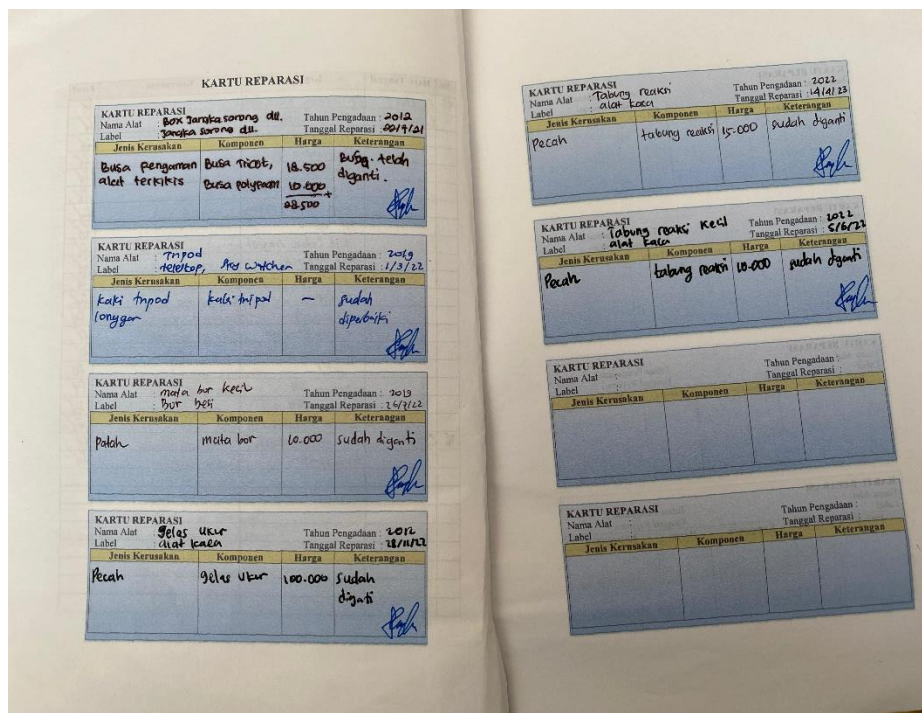 KARTU REPARASI
KARTU REPARASI
Nama Alat : Box Jangka sorong dll. Tahun Pengadaan : 2012
Label : Jangka sorong dll. Tanggal Reparasi :
Jenis Kerusakan Komponen Harga Keterangan
Busa pengaman Busa Tricot, 18.500 Busa telah
alat terkikis Busa polyfoam 10.000 + diganti.
28.500
KARTU REPARASI
Nama Alat : Tripod Tahun Pengadaan : 2019
Label : Tanggal Reparasi : 1/3/22
Jenis Kerusakan Komponen Harga Keterangan
Kaki tripod kaki tripod - sudah
longgar diperbaiki
KARTU REPARASI
Nama Alat : mata bor kecil Tahun Pengadaan : 2019
Label : Bor Tanggal Reparasi : 26/7/22
Jenis Kerusakan Komponen Harga Keterangan
Patah mata bor 10.000 sudah diganti
KARTU REPARASI
Nama Alat : gelas ukur Tahun Pengadaan : 2012
Label : alat kaca Tanggal Reparasi : 28/11/22
Jenis Kerusakan Komponen Harga Keterangan
Pecah gelas ukur 100.000 sudah
diganti
KARTU REPARASI
Nama Alat : Tabung reaksi Tahun Pengadaan : 2022
Label : alat kaca Tanggal Reparasi : 14/4/23
Jenis Kerusakan Komponen Harga Keterangan
Pecah tabung reaksi 15.000 sudah diganti
KARTU REPARASI
Nama Alat : Tabung reaksi Kecil Tahun Pengadaan : 2022
Label : alat kaca Tanggal Reparasi : 5/6/22
Jenis Kerusakan Komponen Harga Keterangan
Pecah tabung reaksi 10.000 sudah diganti
KARTU REPARASI
Nama Alat : Tahun Pengadaan :
Label : Tanggal Reparasi :
Jenis Kerusakan Komponen Harga Keterangan
KARTU REPARASI
Nama Alat : Tahun Pengadaan :
Label : Tanggal Reparasi :
Jenis Kerusakan Komponen Harga Keterangan